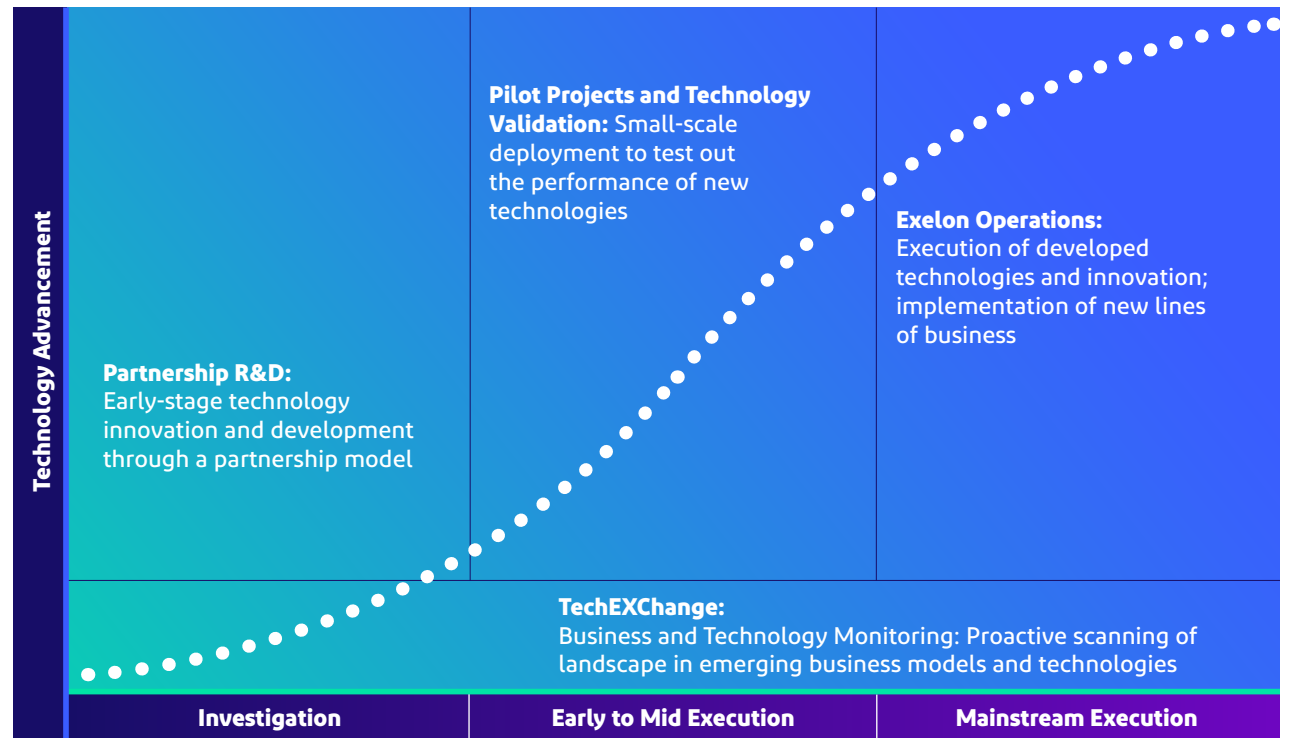 Technology Advancement
Pilot Projects and Technology
Validation: Small-scale
deployment to test out
the performance of new
technologies
Exelon Operations:
Execution of developed
technologies and innovation;
implementation of new lines
of business
Partnership R&D:
Early-stage technology
innovation and development
through a partnership model
TechEXChange:
Business and Technology Monitoring: Proactive scanning of
landscape in emerging business models and technologies
Investigation
Early to Mid Execution
Mainstream Execution